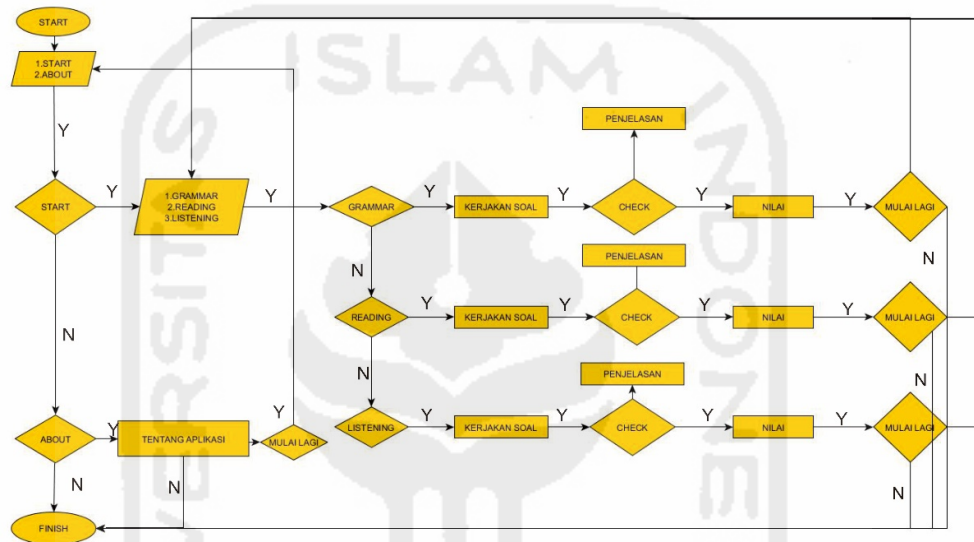 START
1.START
2.ABOUT
Y
START
Y
1.GRAMMAR
2.READING
3.LISTENING
Y
GRAMMAR
Y
KERJAKAN SOAL
Y
PENJELASAN
CHECK
Y
NILAI
Y
MULAI LAGI
N
N
READING
Y
KERJAKAN SOAL
Y
PENJELASAN
CHECK
Y
NILAI
Y
MULAI LAGI
N
N
LISTENING
Y
KERJAKAN SOAL
Y
PENJELASAN
CHECK
Y
NILAI
Y
MULAI LAGI
N
N
ABOUT
Y
TENTANG APLIKASI
MULAI LAGI
Y
N
N
FINISH
ISLAM
INDONE
VERSITAS